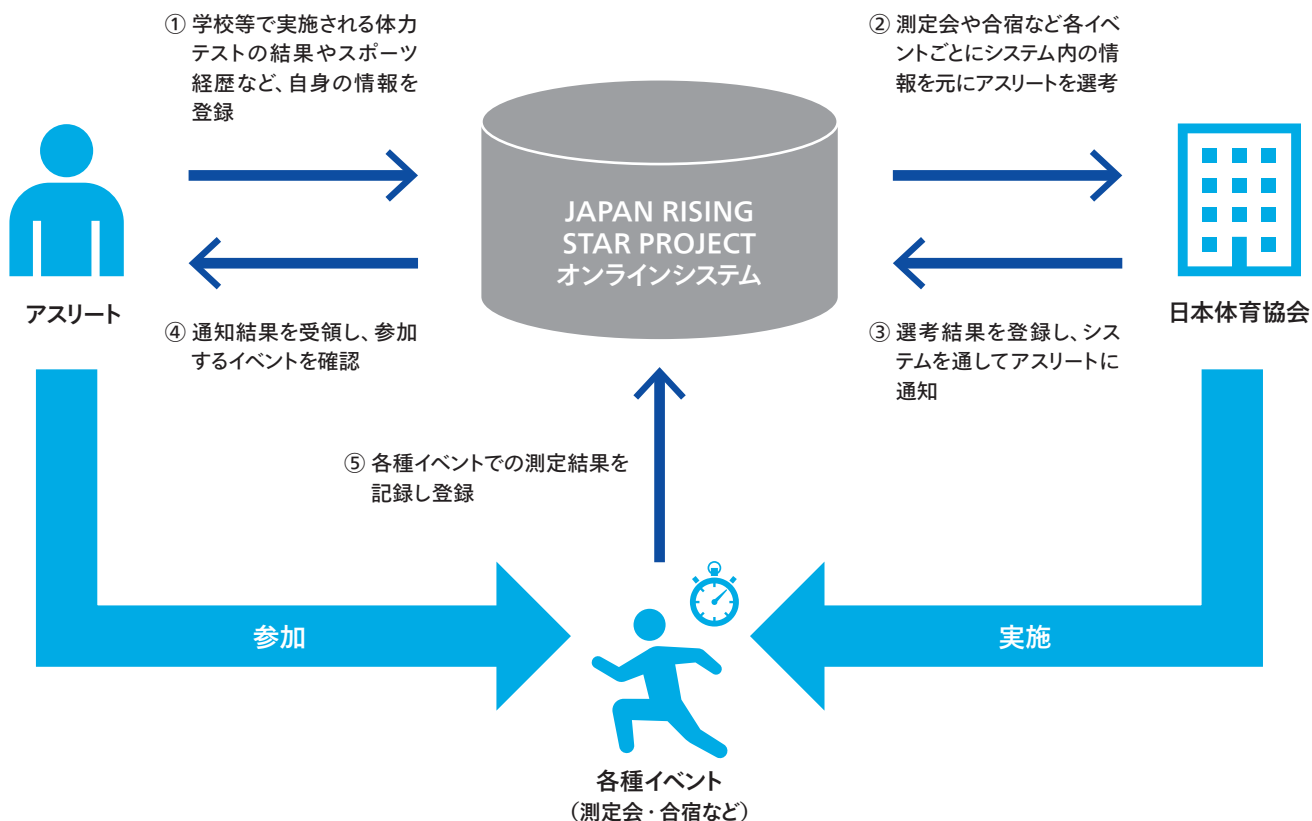 ① 学校等で実施される体力
テストの結果やスポーツ
経歴など、自身の情報を
登録
② 測定会や合宿など各イベ
ントごとにシステム内の情
報を元にアスリートを選考
JAPAN RISING
STAR PROJECT
オンラインシステム
アスリート
日本体育協会
④ 通知結果を受領し、参加
するイベントを確認
③ 選考結果を登録し、シス
テムを通してアスリートに
通知
⑤ 各種イベントでの測定結果を
記録し登録
参加
実施
各種イベント
（測定会・合宿など）